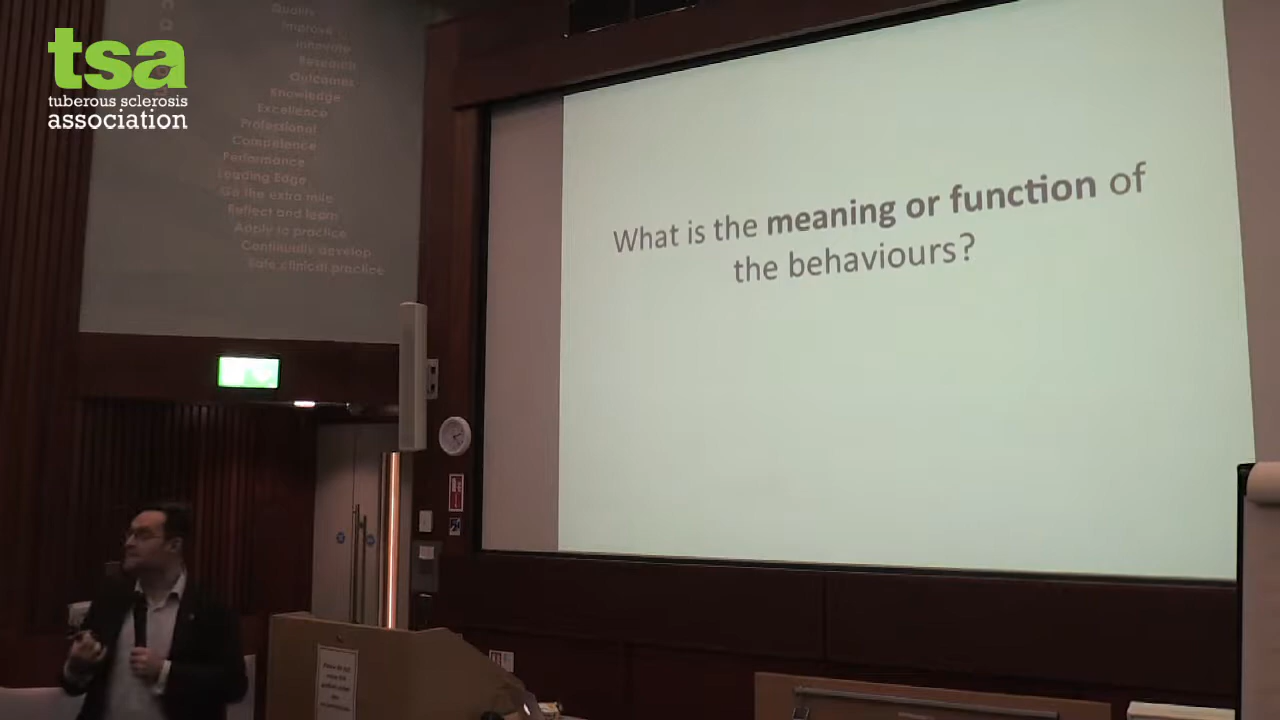 tsa
tuberous sclerosis
association
Quality
Improve
Innovate
Research
Outcomes
Knowledge
Excellence
Professional
Competence
Performance
Leading Edge
Go the extra mile
Reflect and learn
Apply to practice
Continually develop
Safe clinical practice
What is the meaning or function of
the behaviours?